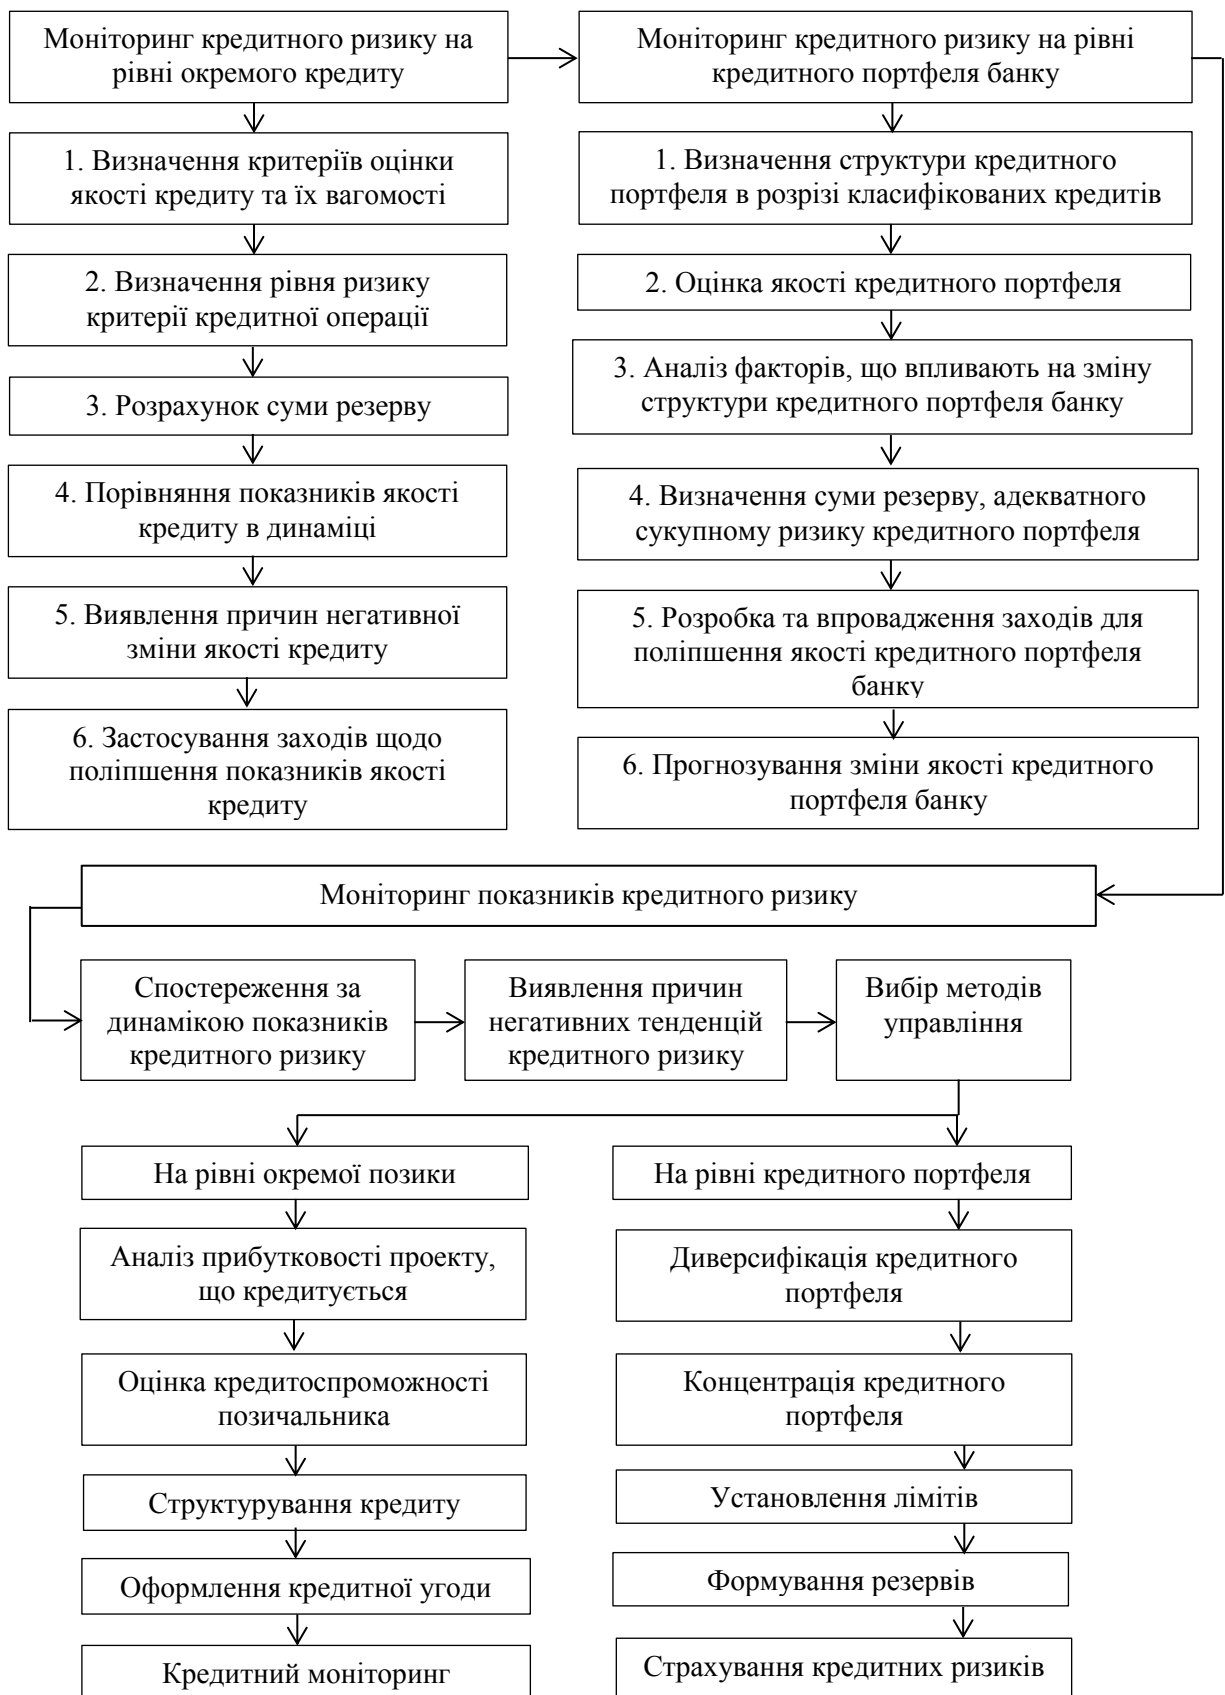 Моніторинг кредитного ризику на
рівні окремого кредиту
Моніторинг кредитного ризику на рівні
кредитного портфеля банку
1. Визначення критеріїв оцінки
якості кредиту та їх вагомості
2. Визначення рівня ризику
критерії кредитної операції
3. Розрахунок суми резерву
4. Порівняння показників якості
кредиту в динаміці
5. Виявлення причин негативної
зміни якості кредиту
6. Застосування заходів щодо
поліпшення показників якості
кредиту
1. Визначення структури кредитного
портфеля в розрізі класифікованих кредитів
2. Оцінка якості кредитного портфеля
3. Аналіз факторів, що впливають на зміну
структури кредитного портфеля банку
4. Визначення суми резерву, адекватного
сукупному ризику кредитного портфеля
5. Розробка та впровадження заходів для
поліпшення якості кредитного портфеля
банку
6. Прогнозування зміни якості кредитного
портфеля банку
Моніторинг показників кредитного ризику
Спостереження за
динамікою показників
кредитного ризику
Виявлення причин
негативних тенденцій
кредитного ризику
Вибір методів
управління
На рівні окремої позики
Аналіз прибутковості проекту,
що кредитується
Оцінка кредитоспроможності
позичальника
Структурування кредиту
Оформлення кредитної угоди
Кредитний моніторинг
На рівні кредитного портфеля
Диверсифікація кредитного
портфеля
Концентрація кредитного
портфеля
Установлення лімітів
Формування резервів
Страхування кредитних ризиків